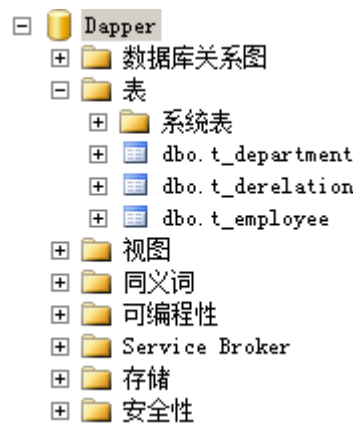 Dapper
数据库关系图
表
系统表
dbo.t_department
dbo.t_derelation
dbo.t_employee
视图
同义词
可编程性
Service Broker
存储
安全性